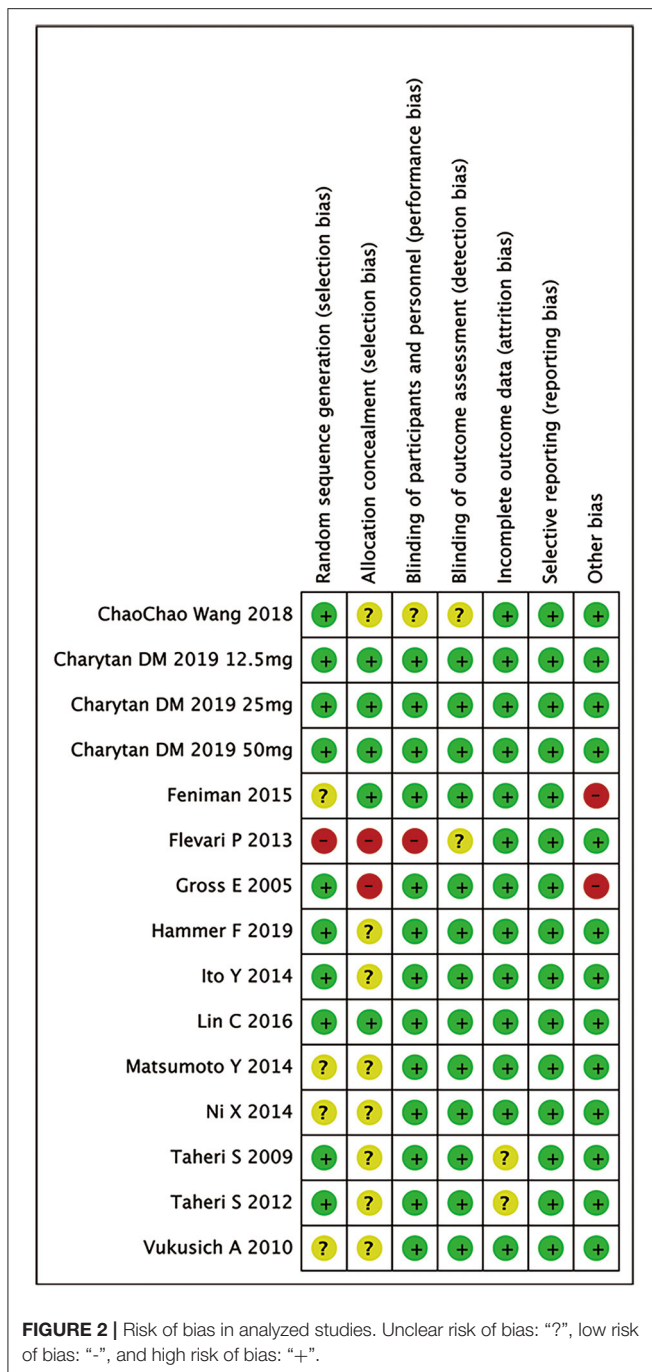 Random sequence generation (selection bias)
Allocation concealment (selection bias)
Blinding of participants and personnel (performance bias)
Blinding of outcome assessment (detection bias)
Incomplete outcome data (attrition bias)
Selective reporting (reporting bias)
Other bias
ChaoChao Wang 2018 + ? ? ? + + +
Charytan DM 2019 12.5mg + + + + + + +
Charytan DM 2019 25mg + + + + + + +
Charytan DM 2019 50mg + + + + + + +
Feniman 2015 ? + + + + + -
Flevari P 2013 - - - ? + + +
Gross E 2005 + - + + + + -
Hammer F 2019 + ? + + + + +
Ito Y 2014 + ? + + + + +
Lin C 2016 + + + + + + +
Matsumoto Y 2014 ? ? + + + + +
Ni X 2014 ? ? + + + + +
Taheri S 2009 + ? + + ? + +
Taheri S 2012 + ? + + ? + +
Vukusich A 2010 ? ? + + + + +
FIGURE 2 | Risk of bias in analyzed studies. Unclear risk of bias: “?”, low risk
of bias: “-”, and high risk of bias: “+”.